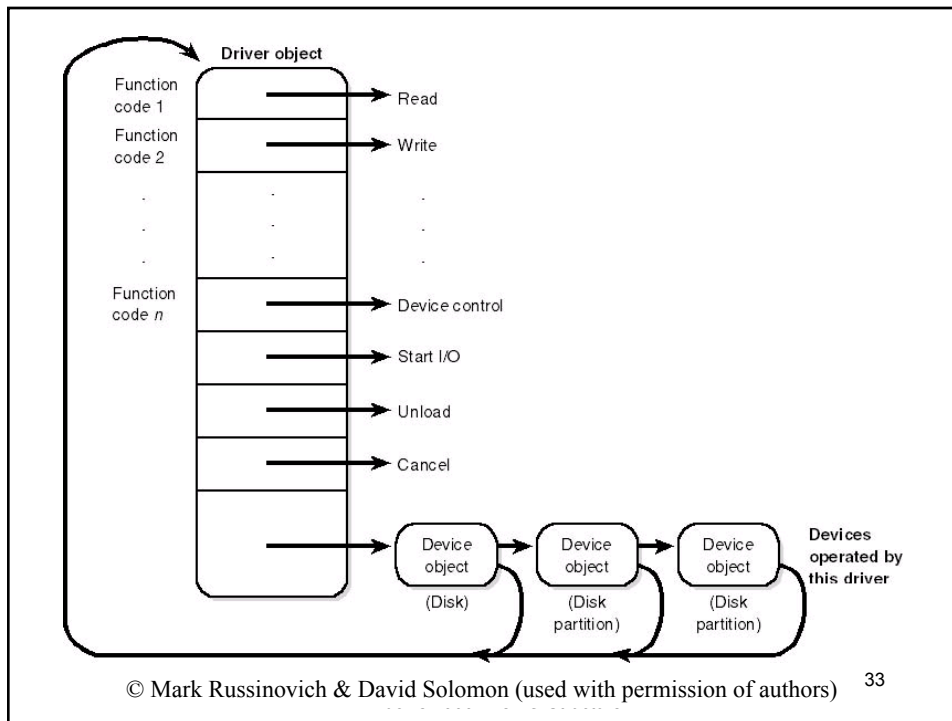 Driver object
Function
code 1
Read
Function
code 2
Write
. . .
. . .
. . .
Function
code n
Device control
Start I/O
Unload
Cancel
Device
object
(Disk)
Device
object
(Disk
partition)
Device
object
(Disk
partition)
Devices
operated by
this driver
© Mark Russinovich & David Solomon (used with permission of authors)
33